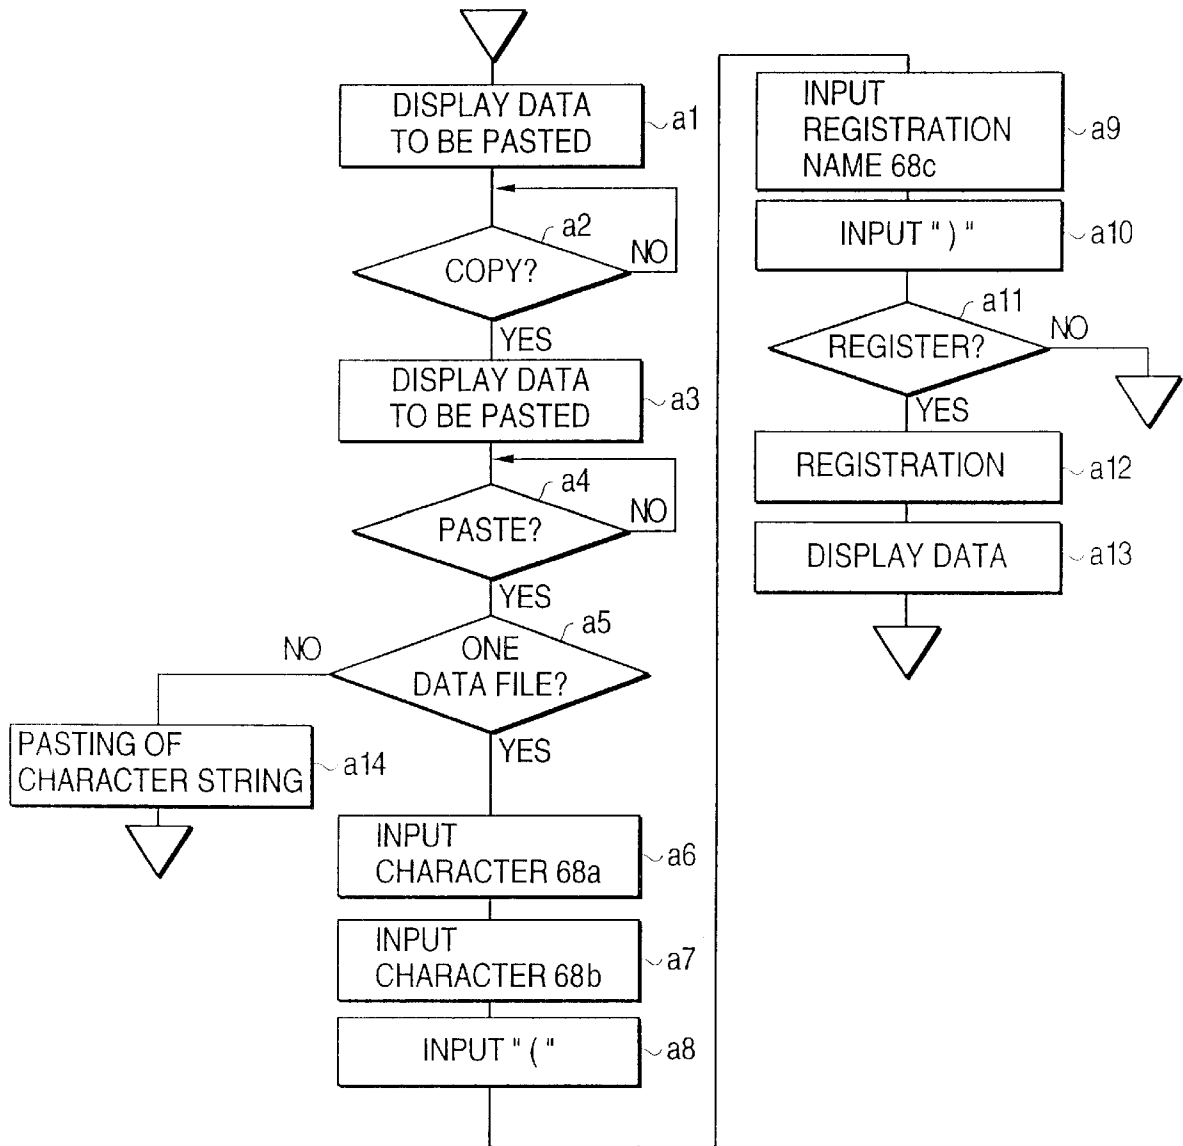 DISPLAY DATA
TO BE PASTED
a1
a2
COPY?
NO
YES
DISPLAY DATA
TO BE PASTED
a3
a4
PASTE?
NO
YES
a5
ONE
DATA FILE?
NO
YES
PASTING OF
CHARACTER STRING
a14
INPUT
CHARACTER 68a
a6
INPUT
CHARACTER 68b
a7
INPUT " ( "
a8
INPUT
REGISTRATION
NAME 68c
a9
INPUT " ) "
a10
a11
REGISTER?
NO
YES
REGISTRATION
a12
DISPLAY DATA
a13